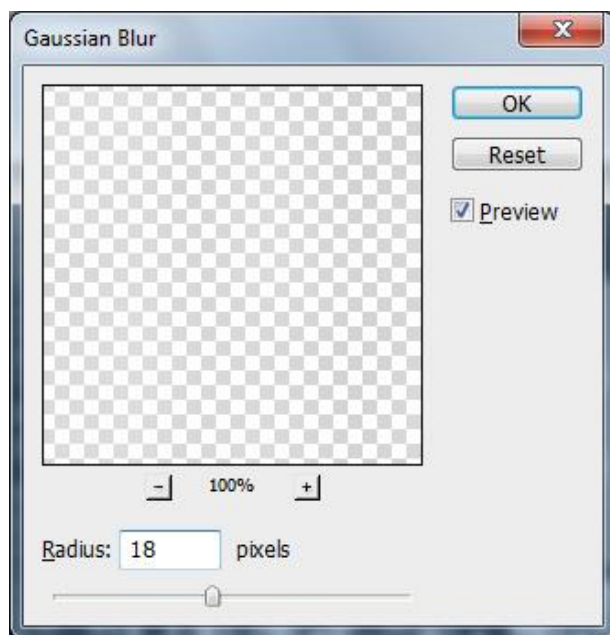 Gaussian Blur
OK
Reset
Preview
- 100% +
Radius: 18 pixels